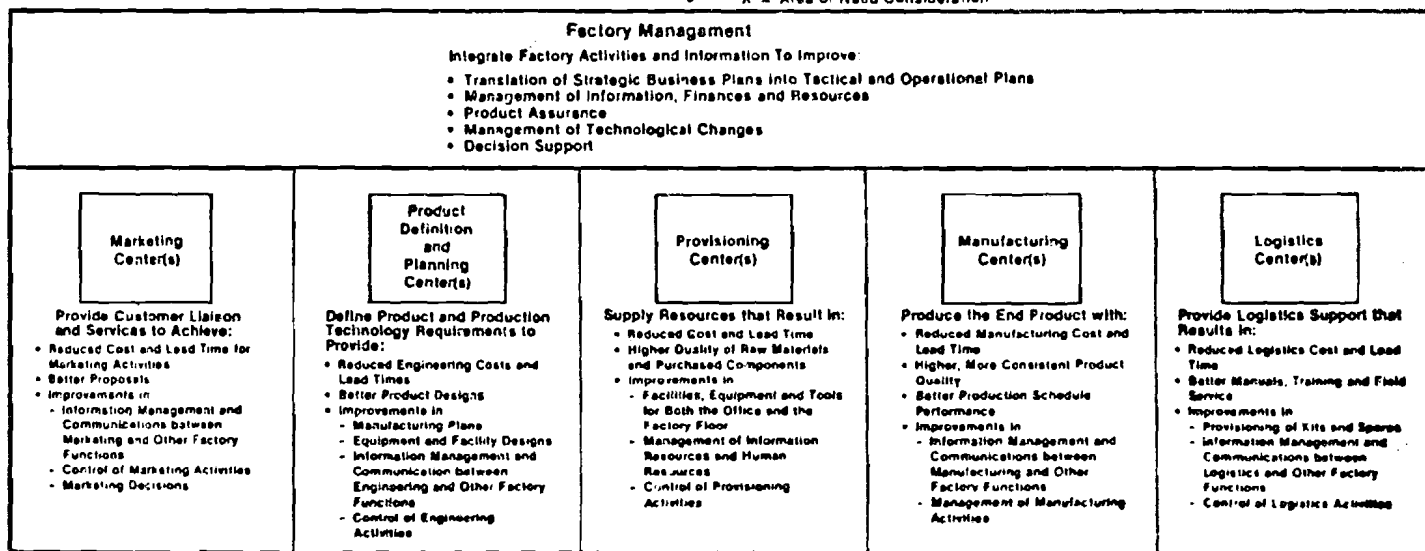 Area of Need Consideration
Factory Management
Integrate Factory Activities and Information To Improve:
• Translation of Strategic Business Plans into Tactical and Operational Plans
• Management of Information, Finances and Resources
• Product Assurance
• Management of Technological Changes
• Decision Support
Marketing
Center(s)
Provide Customer Liaison
and Services to Achieve:
• Reduced Cost and Lead Time for
Marketing Activities
• Better Proposals
• Improvements in
- Information Management and
Communications between
Marketing and Other Factory
Functions
- Control of Marketing Activities
- Marketing Decisions
Product
Definition
and
Planning
Center(s)
Define Product and Production
Technology Requirements to
Provide:
• Reduced Engineering Costs and
Lead Times
• Better Product Designs
• Improvements in
- Manufacturing Plans
- Equipment and Facility Designs
- Information Management and
Communication between
Engineering and Other Factory
Functions
- Control of Engineering
Activities
Provisioning
Center(s)
Supply Resources that Result in:
• Reduced Cost and Lead Time
• Higher Quality of Raw Materials
and Purchased Components
• Improvements in
- Facilities, Equipment and Tools
for Both the Office and the
Factory Floor
- Management of Information
Resources and Human
Resources
- Control of Provisioning
Activities
Manufacturing
Center(s)
Produce the End Product with:
• Reduced Manufacturing Cost and
Lead Time
• Higher, More Consistent Product
Quality
• Better Production Schedule
Performance
• Improvements in
- Information Management and
Communications between
Manufacturing and Other
Factory Functions
- Management of Manufacturing
Activities
Logistics
Center(s)
Provide Logistics Support that
Results in:
• Reduced Logistics Cost and Lead
Time
• Better Manuals, Training and Field
Service
• Improvements in
- Provisioning of Kits and Spares
- Information Management and
Communications between
Logistics and Other Factory
Functions
- Control of Logistics Activities